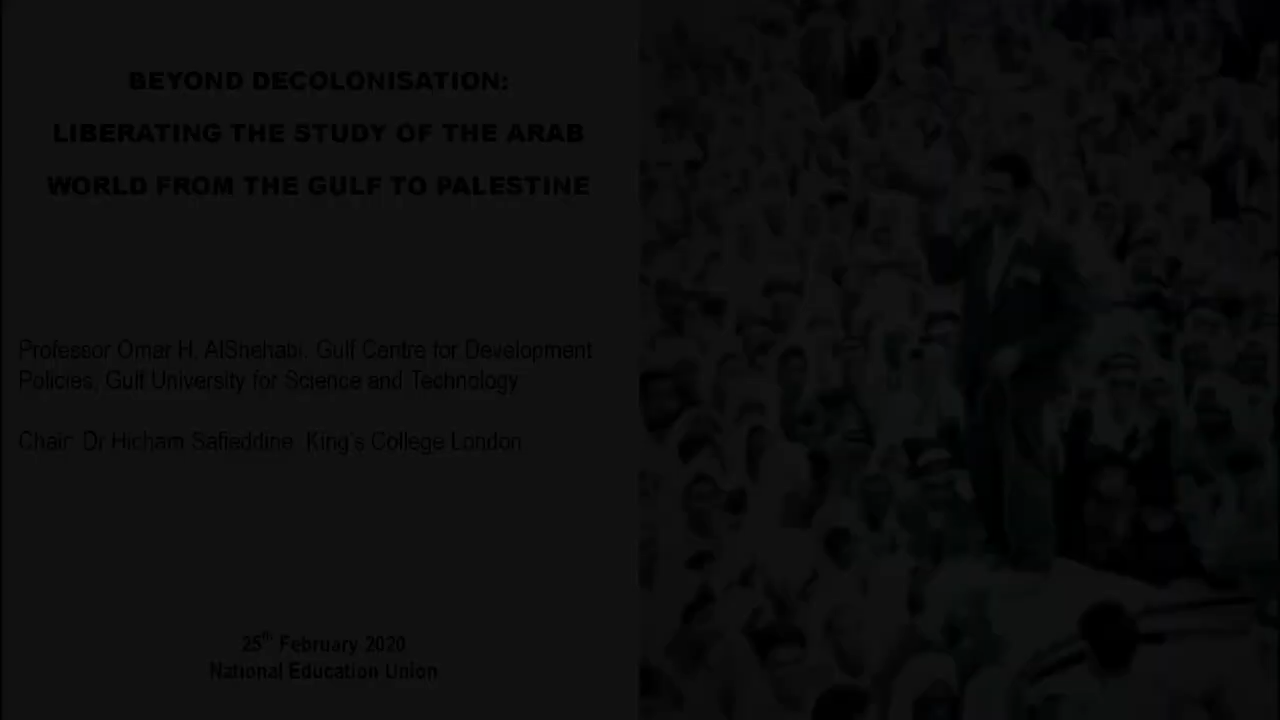 BEYOND DECOLONISATION:
LIBERATING THE STUDY OF THE ARAB
WORLD FROM THE GULF TO PALESTINE
Professor Omar H. AlShehabi. Gulf Centre for Development
Policies, Gulf University for Science and Technology
Chair: Dr Hicham Safieddine, King's College London
25th February 2020
National Education Union